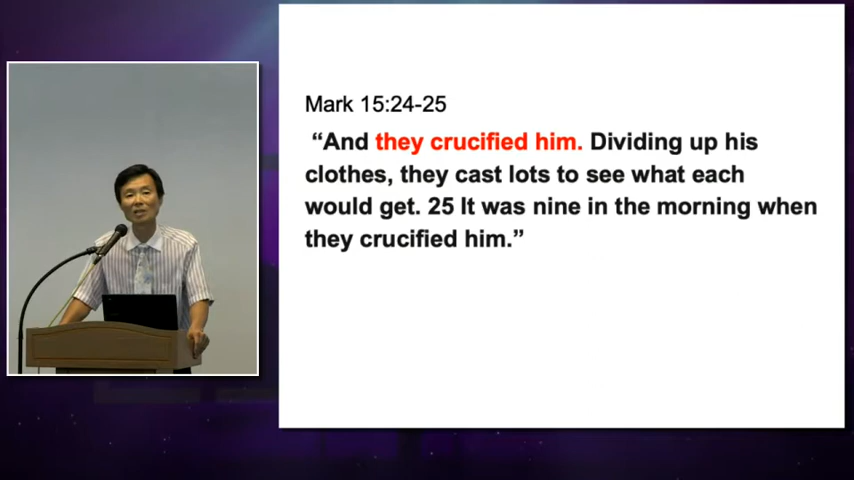 Mark 15:24-25
“And they crucified him. Dividing up his
clothes, they cast lots to see what each
would get. 25 It was nine in the morning when
they crucified him.”